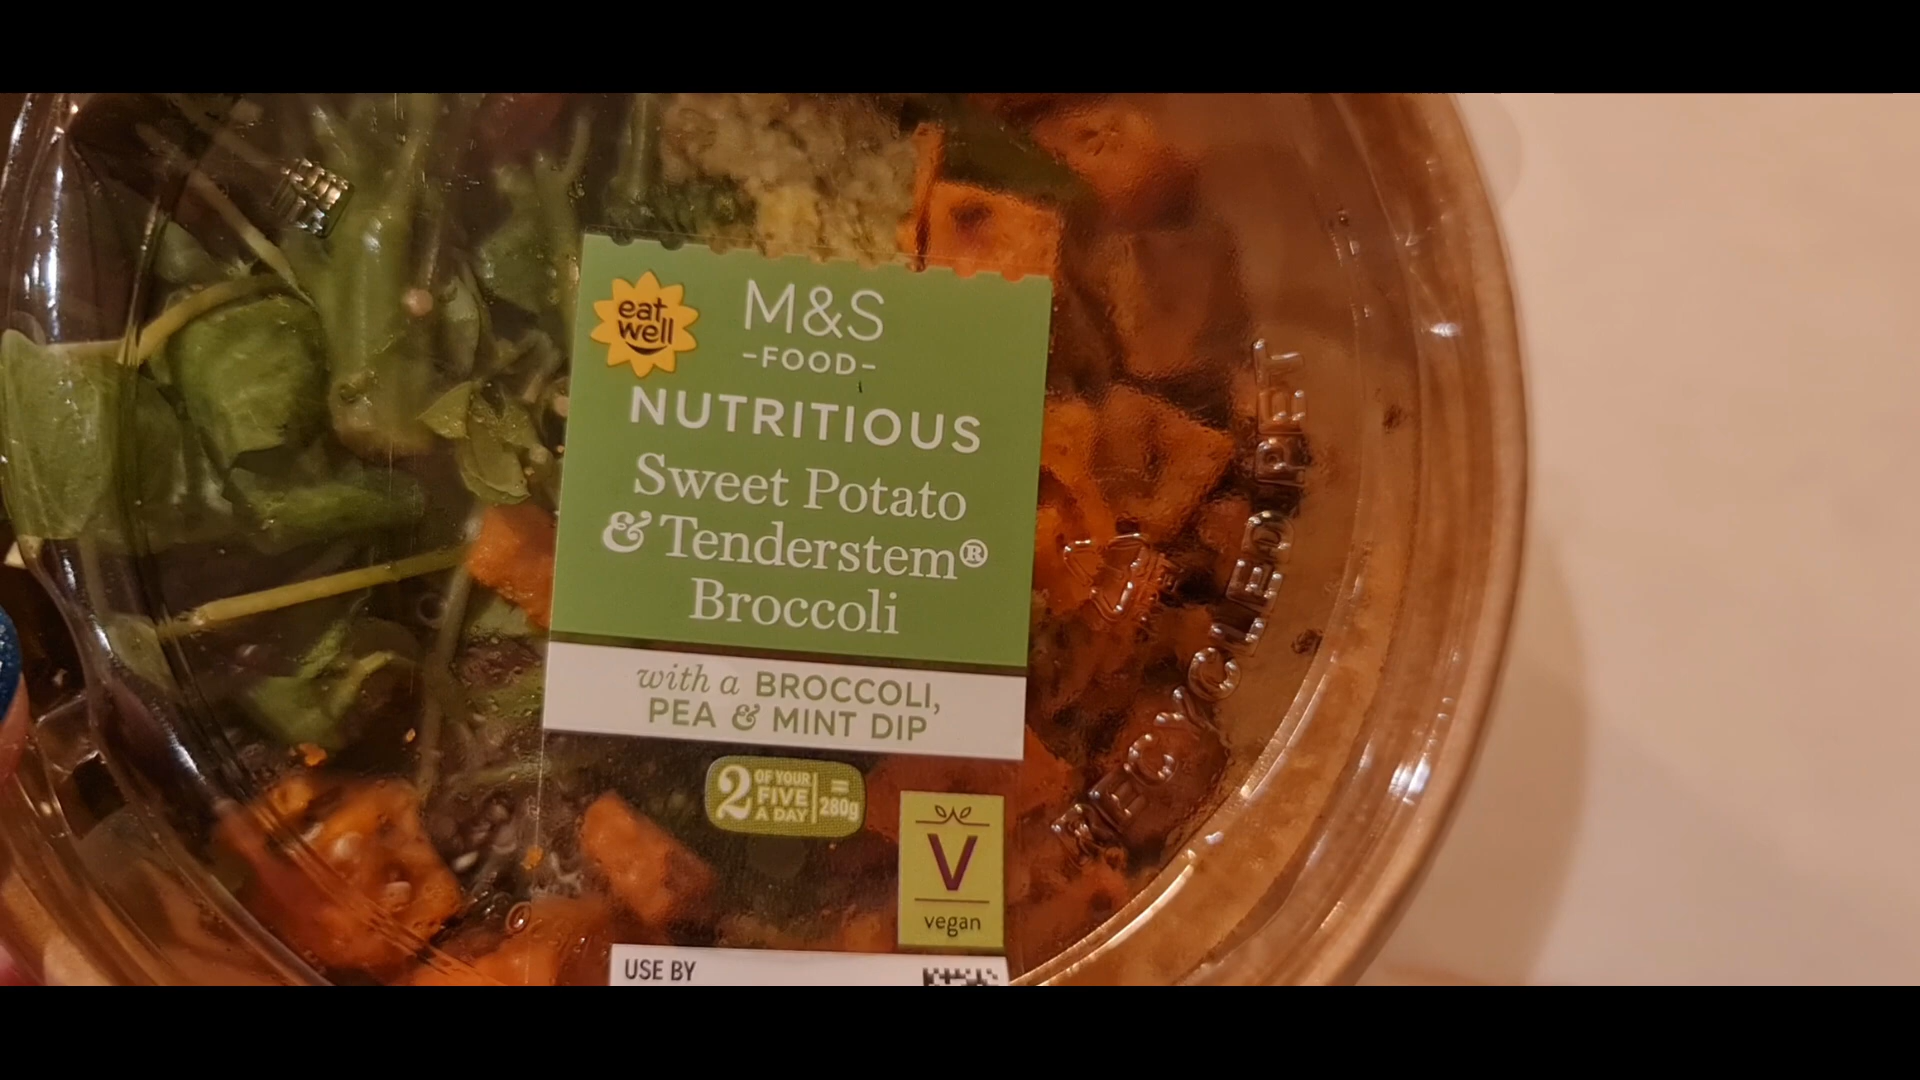 eat
well
M&S
-FOOD-
NUTRITIOUS
Sweet Potato
& Tenderstem®
Broccoli
with a BROCCOLI,
PEA & MINT DIP
2 OF YOUR
FIVE
A DAY
=
280g
V
vegan
USE BY
RECYCLED PET